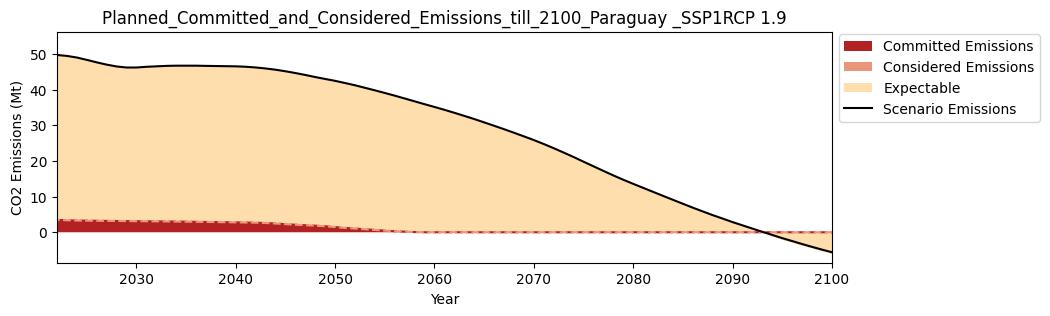 Planned_Committed_and_Considered_Emissions_till_2100_Paraguay _SSP1RCP 1.9
CO2 Emissions (Mt)
50
40
30
20
10
0
2030 2040 2050 2060 2070 2080 2090 2100
Year
Committed Emissions
Considered Emissions
Expectable
Scenario Emissions